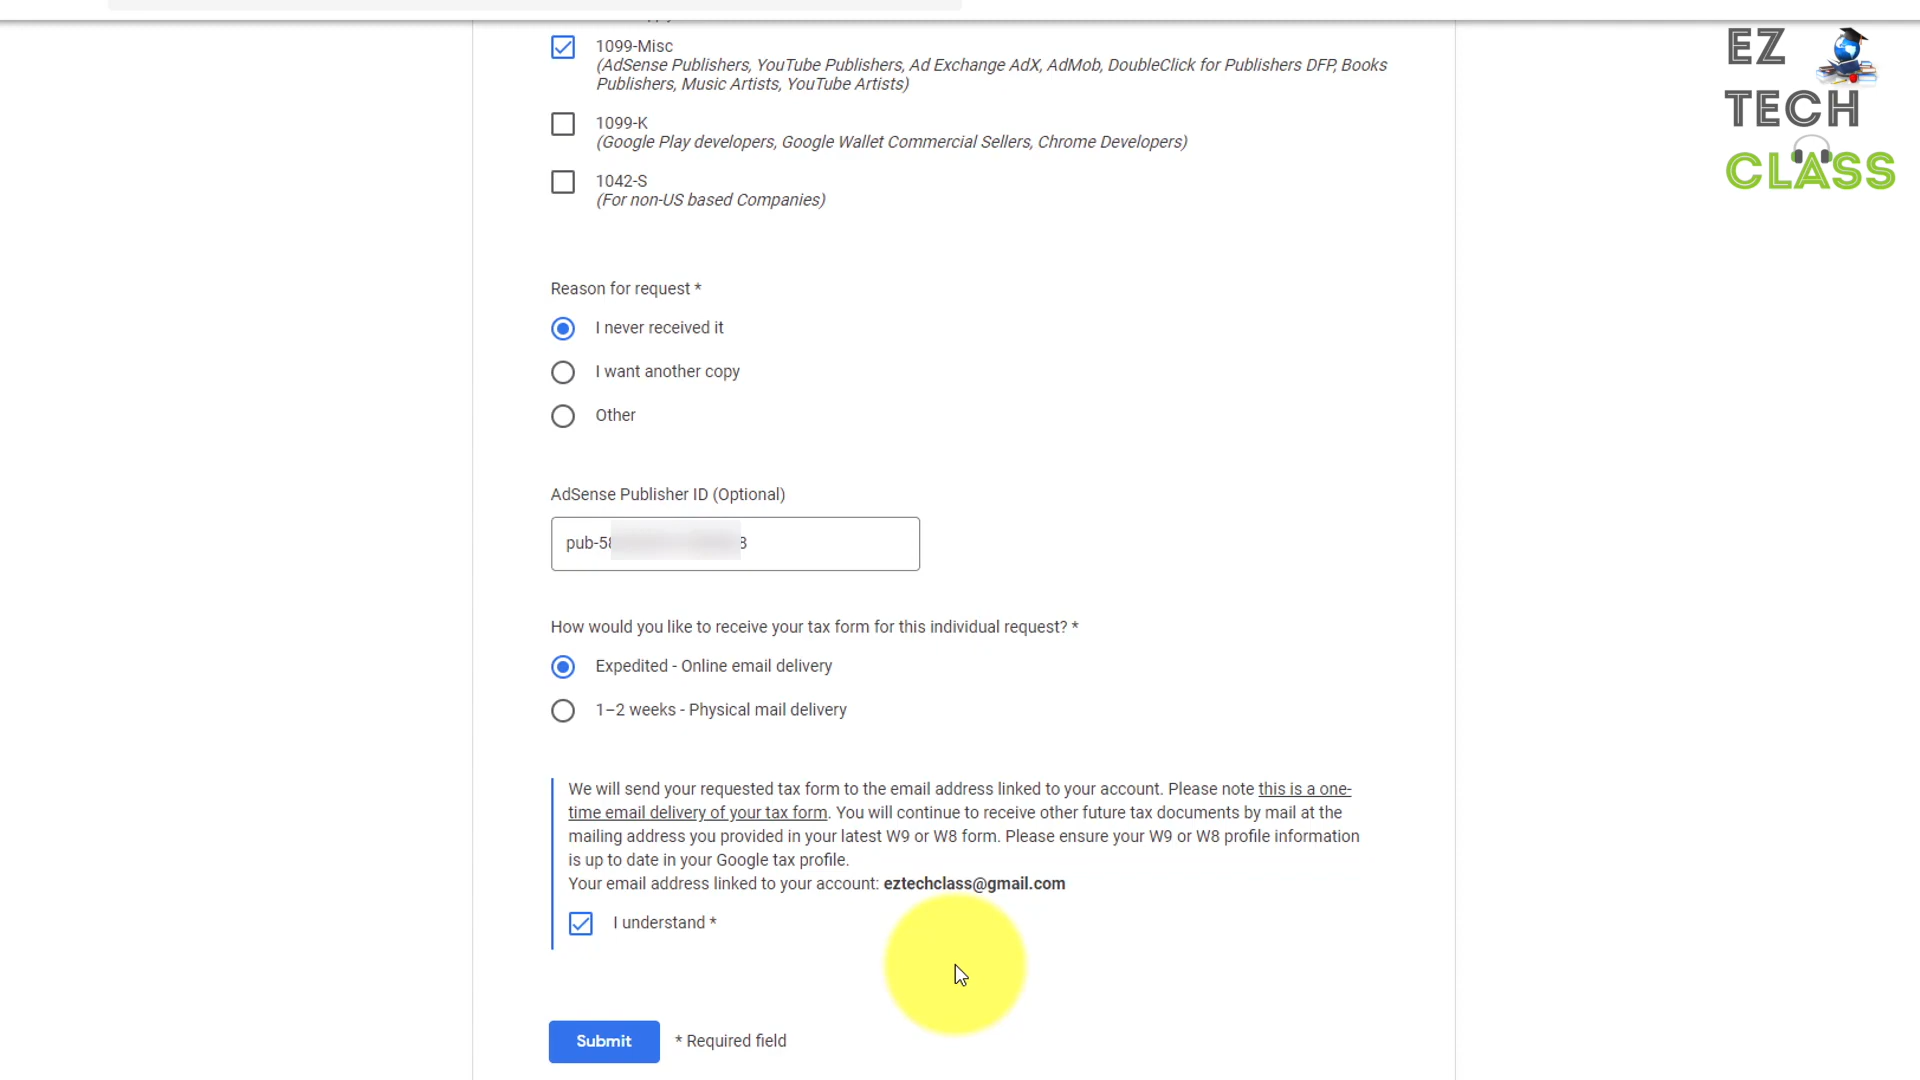 1099-Misc
(AdSense Publishers, YouTube Publishers, Ad Exchange AdX, AdMob, DoubleClick for Publishers DFP, Books
Publishers, Music Artists, YouTube Artists)
1099-K
(Google Play developers, Google Wallet Commercial Sellers, Chrome Developers)
1042-S
(For non-US based Companies)
Reason for request *
I never received it
I want another copy
Other
AdSense Publisher ID (Optional)
pub-58
How would you like to receive your tax form for this individual request? *
Expedited - Online email delivery
1–2 weeks - Physical mail delivery
We will send your requested tax form to the email address linked to your account. Please note this is a one-
time email delivery of your tax form. You will continue to receive other future tax documents by mail at the
mailing address you provided in your latest W9 or W8 form. Please ensure your W9 or W8 profile information
is up to date in your Google tax profile.
Your email address linked to your account: eztechclass@gmail.com
I understand *
Submit
* Required field
EZ
TECH
CLASS